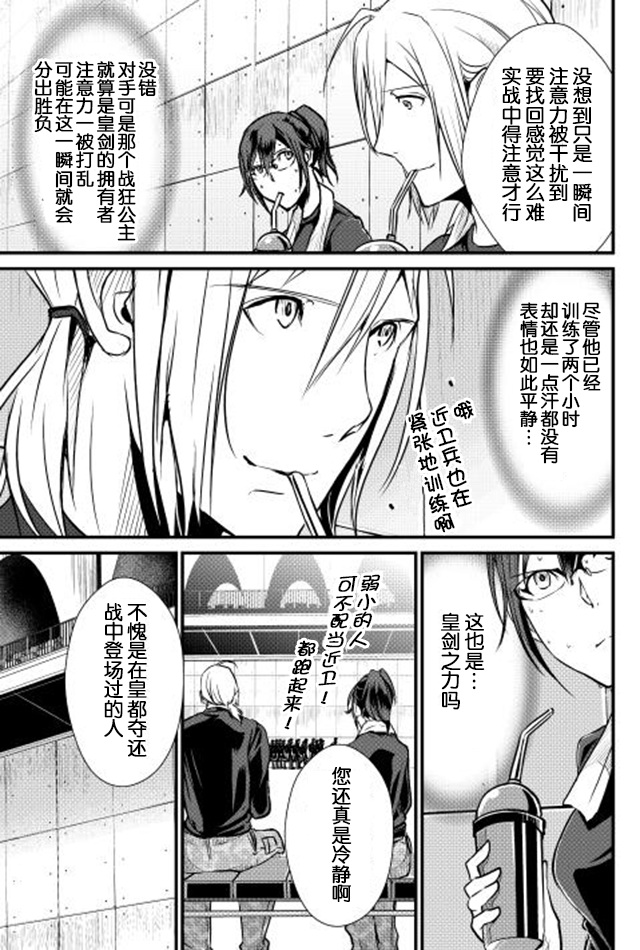 没想到只是一瞬间
注意力被干扰到
要找回感觉这么难
实战中得注意才行
没错
对手可是那个战狂公主
就算是皇剑的拥有者
注意力一被打乱
可能在这一瞬间就会
分出胜负
尽管他已经
训练了两个小时
却还是一点汗都没有
表情也如此平静…
哦
近卫兵也在
紧张地训练啊
这也是…
皇剑之力吗
弱小的人
可不配当近卫！
都跑起来！
您还真是冷静啊
不愧是在皇都夺还
战中登场过的人